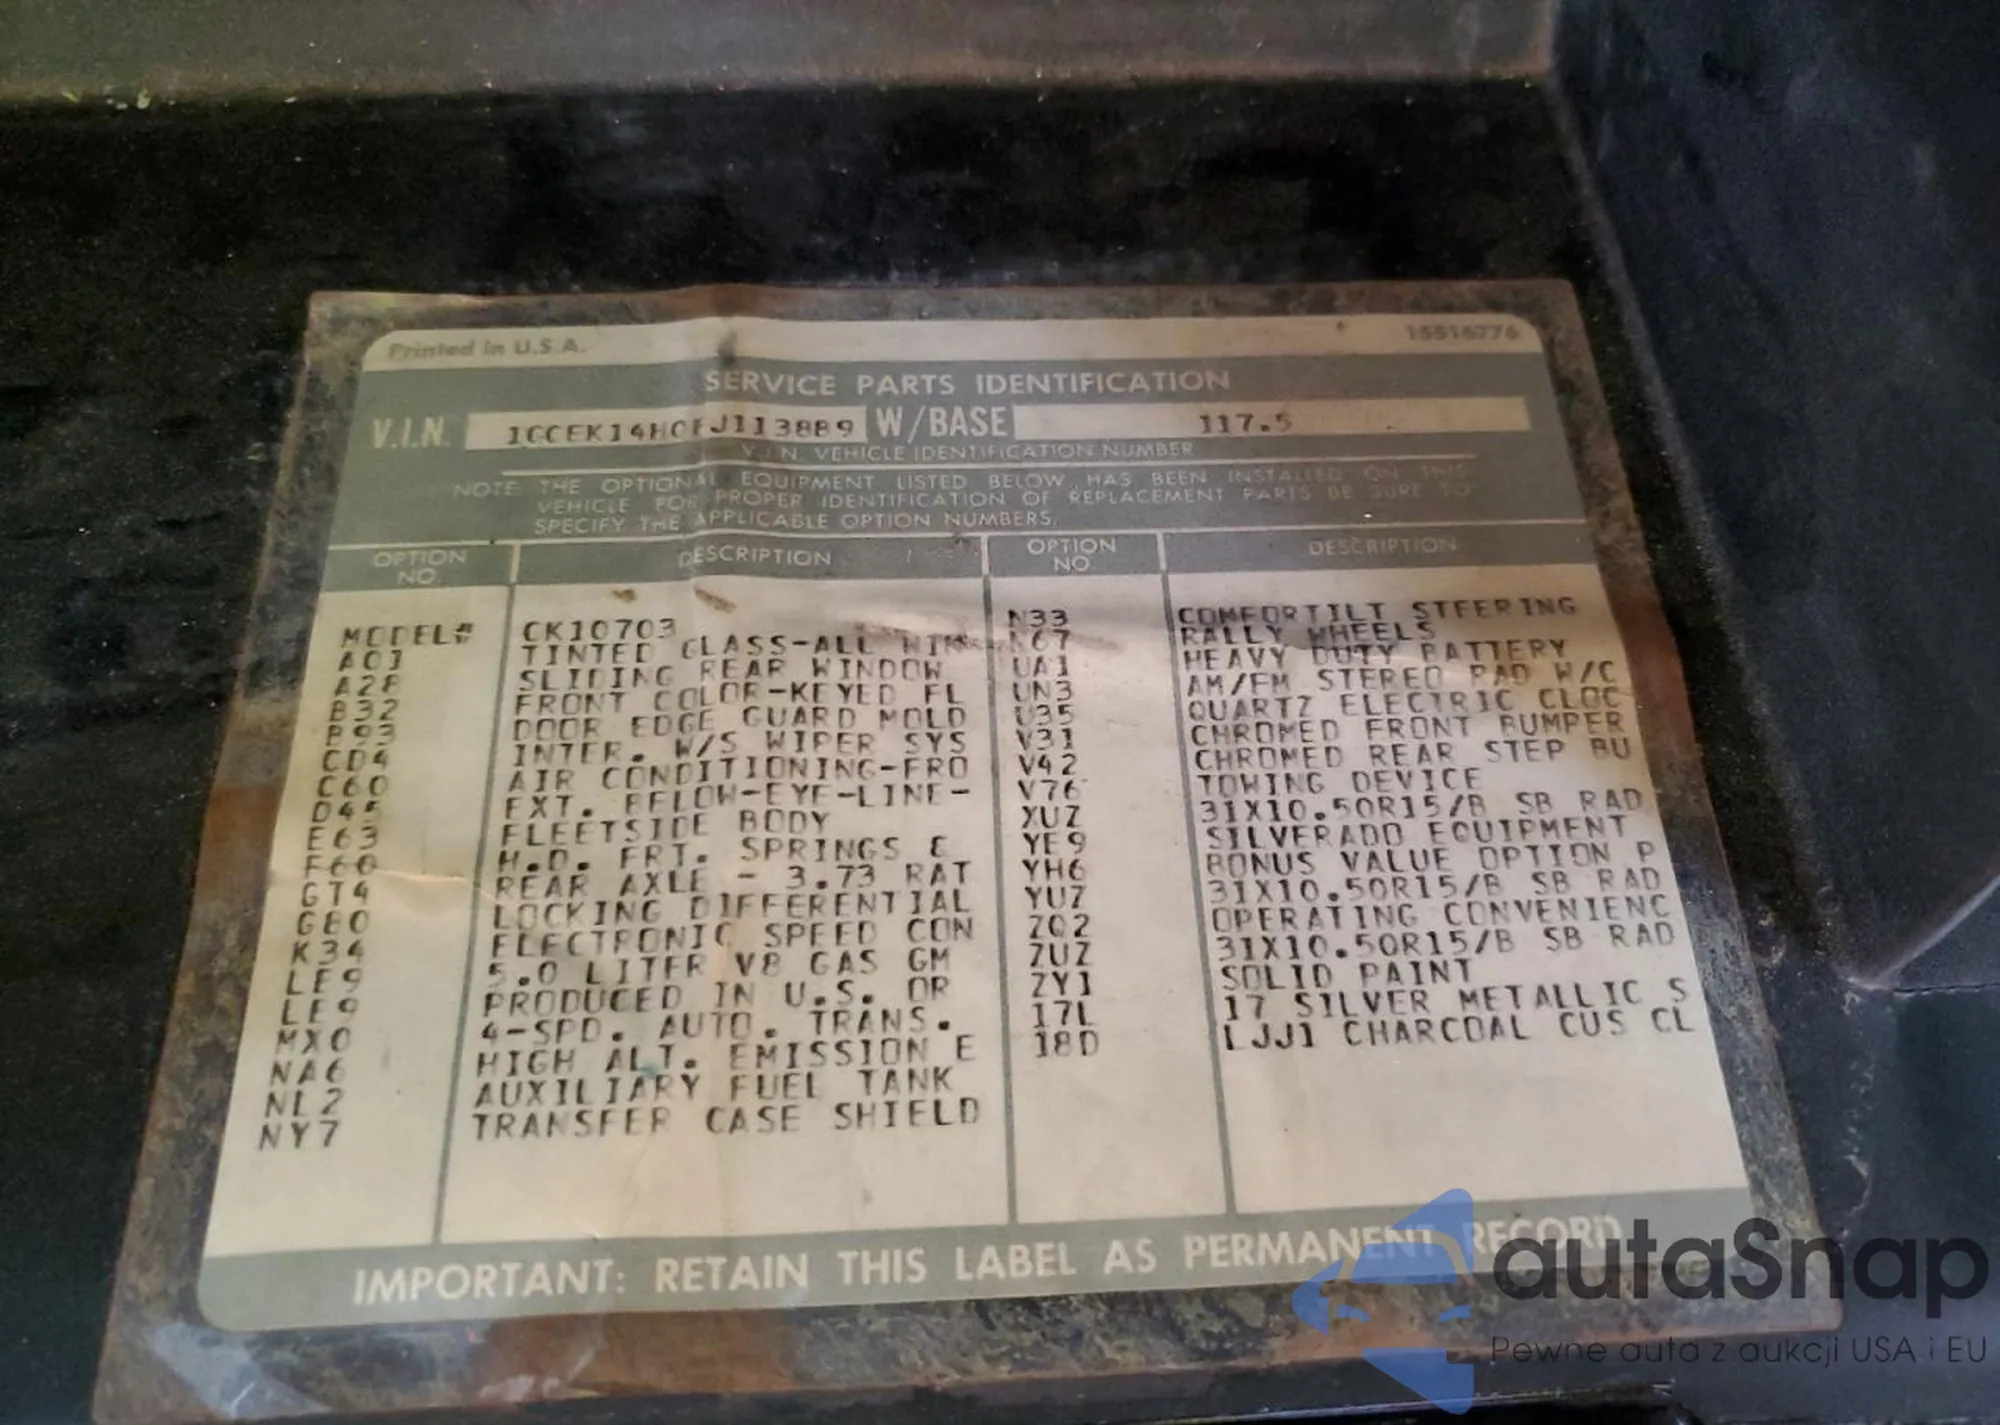 Printed in U.S.A. 15516776
SERVICE PARTS IDENTIFICATION
V.I.N. 1GCEK14H0FJ113889 W/BASE 117.5
V.I.N. VEHICLE IDENTIFICATION NUMBER
NOTE THE OPTIONAL EQUIPMENT LISTED BELOW HAS BEEN INSTALLED ON THIS
VEHICLE FOR PROPER IDENTIFICATION OF REPLACEMENT PARTS BE SURE TO
SPECIFY THE APPLICABLE OPTION NUMBERS.
OPTION NO. DESCRIPTION OPTION NO. DESCRIPTION
MODEL# CK10703
A01 TINTED GLASS-ALL WIN
A28 SLIDING REAR WINDOW
B32 FRONT COLOR-KEYED FL
B93 DOOR EDGE GUARD MOLD
CD4 INTER. W/S WIPER SYS
C60 AIR CONDITIONING-FRO
D45 EXT. BELOW-EYE-LINE-
E63 FLEETSIDE BODY
F60 H.D. FRT. SPRINGS &
GT4 REAR AXLE - 3.73 RAT
G80 LOCKING DIFFERENTIAL
K34 ELECTRONIC SPEED CON
LE9 5.0 LITER V8 GAS GM
LE9 PRODUCED IN U.S. OR
MX0 4-SPD. AUTO. TRANS.
NA6 HIGH ALT. EMISSION E
NL2 AUXILIARY FUEL TANK
NY7 TRANSFER CASE SHIELD
N33 COMFORTILT STEERING
N67 RALLY WHEELS
UA1 HEAVY DUTY BATTERY
UN3 AM/FM STEREO RAD W/C
U35 QUARTZ ELECTRIC CLOC
V31 CHROMED FRONT BUMPER
V42 CHROMED REAR STEP BU
V76 TOWING DEVICE
XUZ 31X10.50R15/B SB RAD
YE9 SILVERADO EQUIPMENT
YH6 BONUS VALUE OPTION P
YUZ 31X10.50R15/B SB RAD
ZQ2 OPERATING CONVENIENC
ZUZ 31X10.50R15/B SB RAD
ZY1 SOLID PAINT
17L 17 SILVER METALLIC S
18D LJJ1 CHARCOAL CUS CL
IMPORTANT: RETAIN THIS LABEL AS PERMANENT RECORD
autaSnap
Pewne auta z aukcji USA i EU